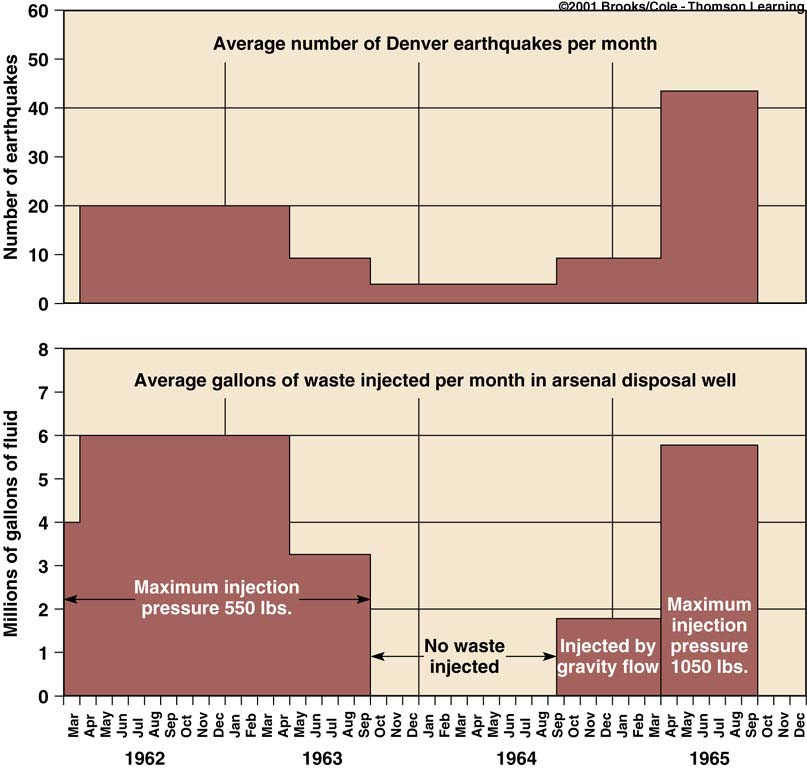 ©2001 Brooks/Cole - Thomson Learning
60
Average number of Denver earthquakes per month
50
40
30
20
10
0
Number of earthquakes
8
Average gallons of waste injected per month in arsenal disposal well
7
6
5
4
3
2
1
0
Millions of gallons of fluid
Maximum injection
pressure 550 lbs.
No waste
injected
Injected by
gravity flow
Maximum
injection
pressure
1050 lbs.
Mar Apr May Jun Jul Aug Sep Oct Nov Dec Jan Feb Mar Apr May Jun Jul Aug Sep Oct Nov Dec Jan Feb Mar Apr May Jun Jul Aug Sep Oct Nov Dec Jan Feb Mar Apr May Jun Jul Aug Sep Oct Nov Dec
1962 1963 1964 1965